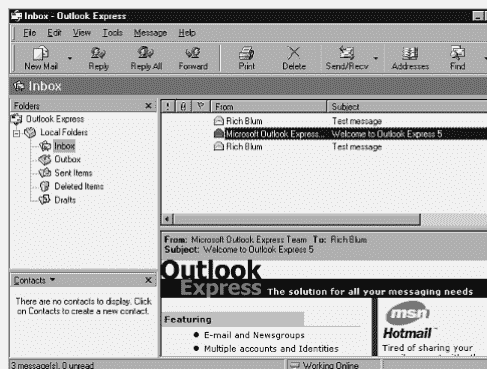 Inbox - Outlook Express
File Edit View Tools Message Help
New Mail Reply Reply All Forward Print Delete Send/Recv Addresses Find
Inbox
Folders
Outlook Express
Local Folders
Inbox
Outbox
Sent Items
Deleted Items
Drafts
! From Subject
Rich Blum Test message
Microsoft Outlook Express... Welcome to Outlook Express 5
Rich Blum Test message
From: Microsoft Outlook Express Team To: Rich Blum
Subject: Welcome to Outlook Express 5
Outlook
Express The solution for all your messaging needs
Featuring
• E-mail and Newsgroups
• Multiple accounts and Identities
msn
Hotmail
Tired of sharing your
Contacts
There are no contacts to display. Click
on Contacts to create a new contact.
3 message(s), 0 unread Working Online